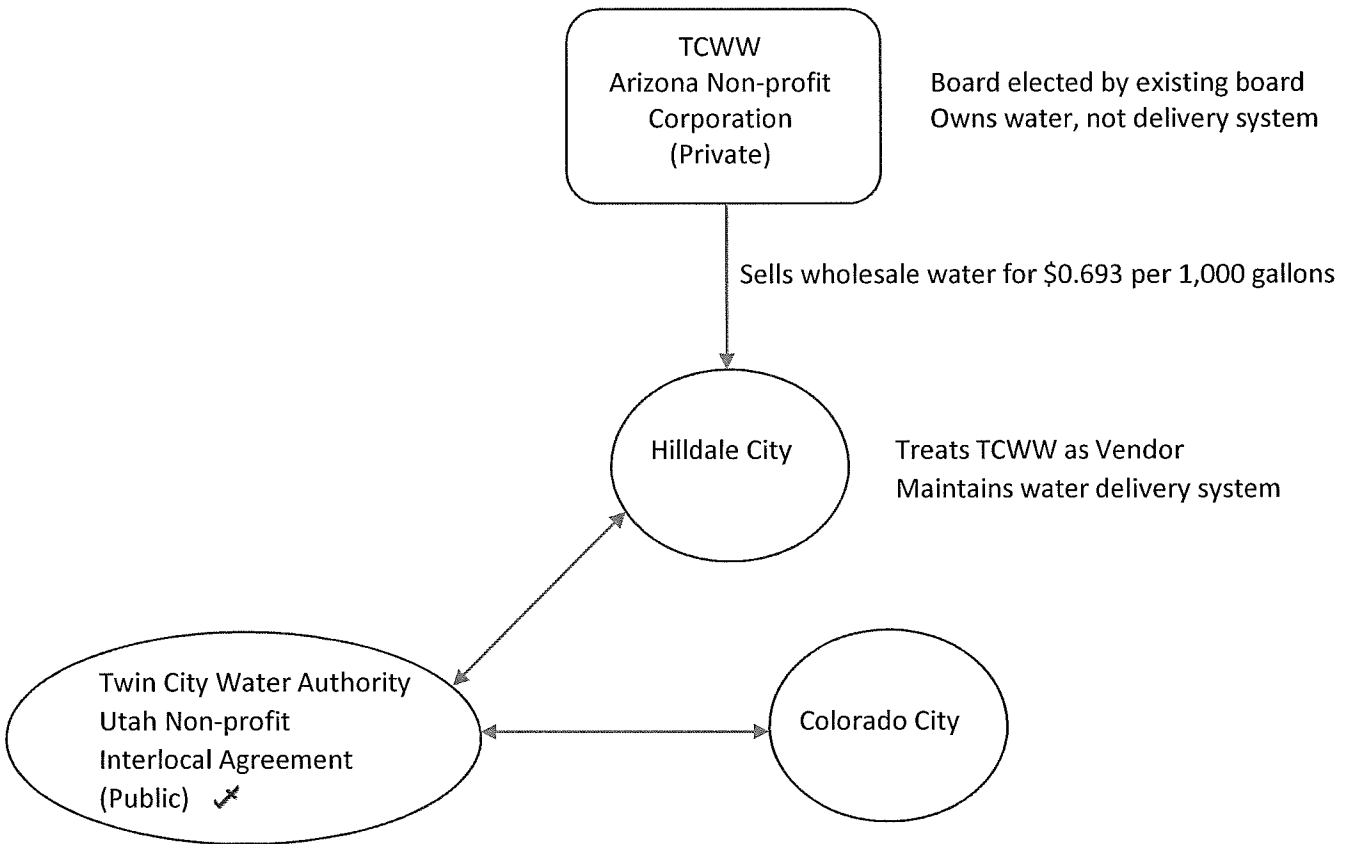 TCWW
Arizona Non-profit
Corporation
(Private)
Board elected by existing board
Owns water, not delivery system
Sells wholesale water for $0.693 per 1,000 gallons
Hilldale City
Treats TCWW as Vendor
Maintains water delivery system
Twin City Water Authority
Utah Non-profit
Interlocal Agreement
(Public)
Colorado City